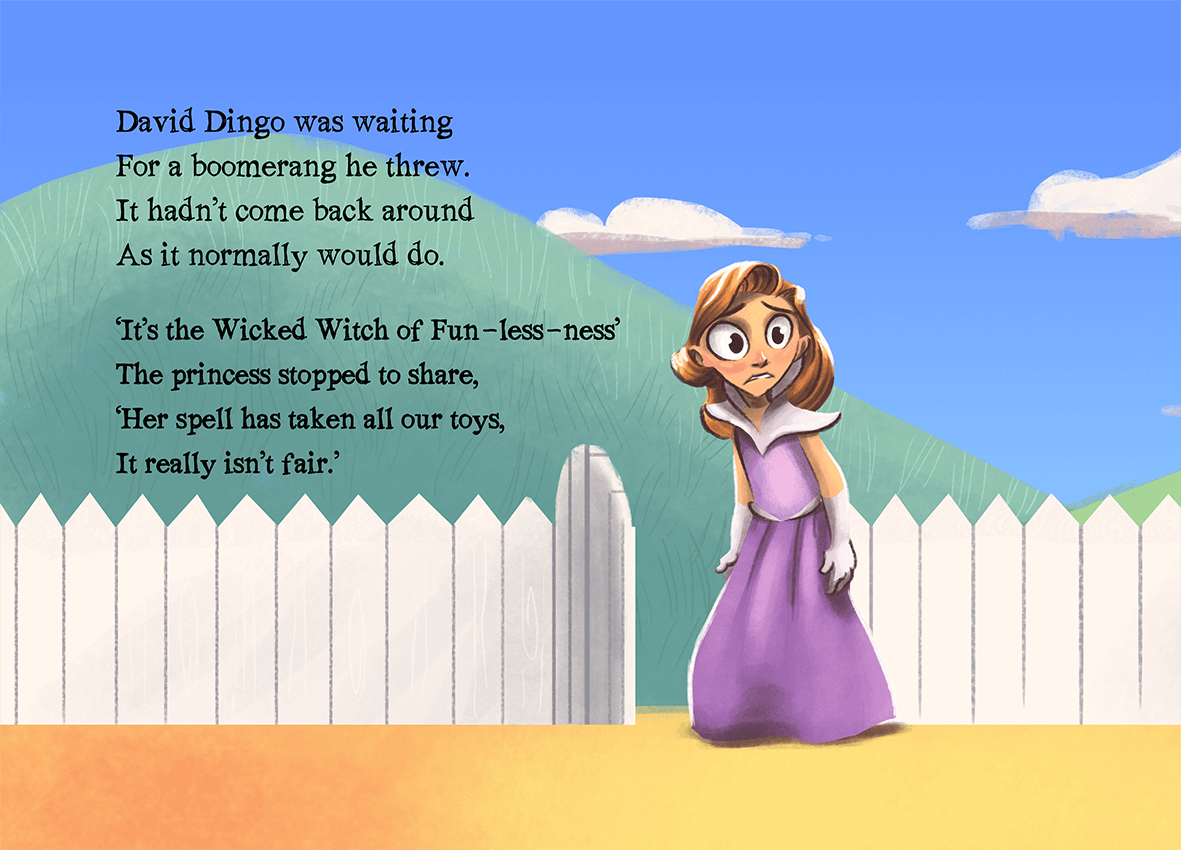 David Dingo was waiting
For a boomerang he threw.
It hadn’t come back around
As it normally would do.
‘It’s the Wicked Witch of Fun-less-ness’
The princess stopped to share,
‘Her spell has taken all our toys,
It really isn’t fair.’